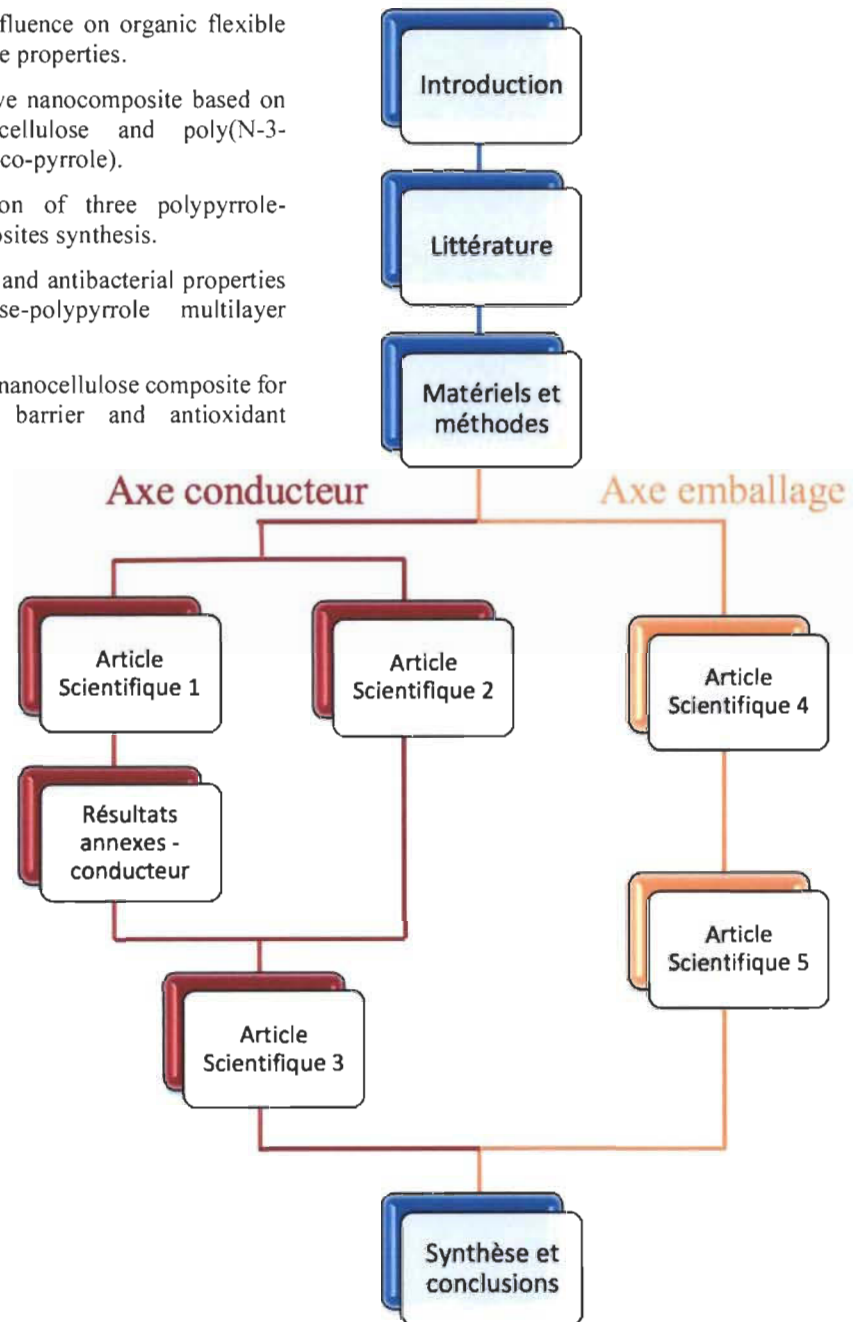 fluence on organic flexible
e properties.
ve nanocomposite based on
cellulose and poly(N-3-
co-pyrrole).
on of three polypyrrole-
osites synthesis.
and antibacterial properties
se-polypyrrole multilayer
nanocellulose composite for
barrier and antioxidant
Introduction
Littérature
Matériels et
méthodes
Axe conducteur
Axe emballage
Article
Scientifique 1
Article
Scientifique 2
Article
Scientifique 4
Résultats
annexes -
conducteur
Article
Scientifique 5
Article
Scientifique 3
Synthèse et
conclusions